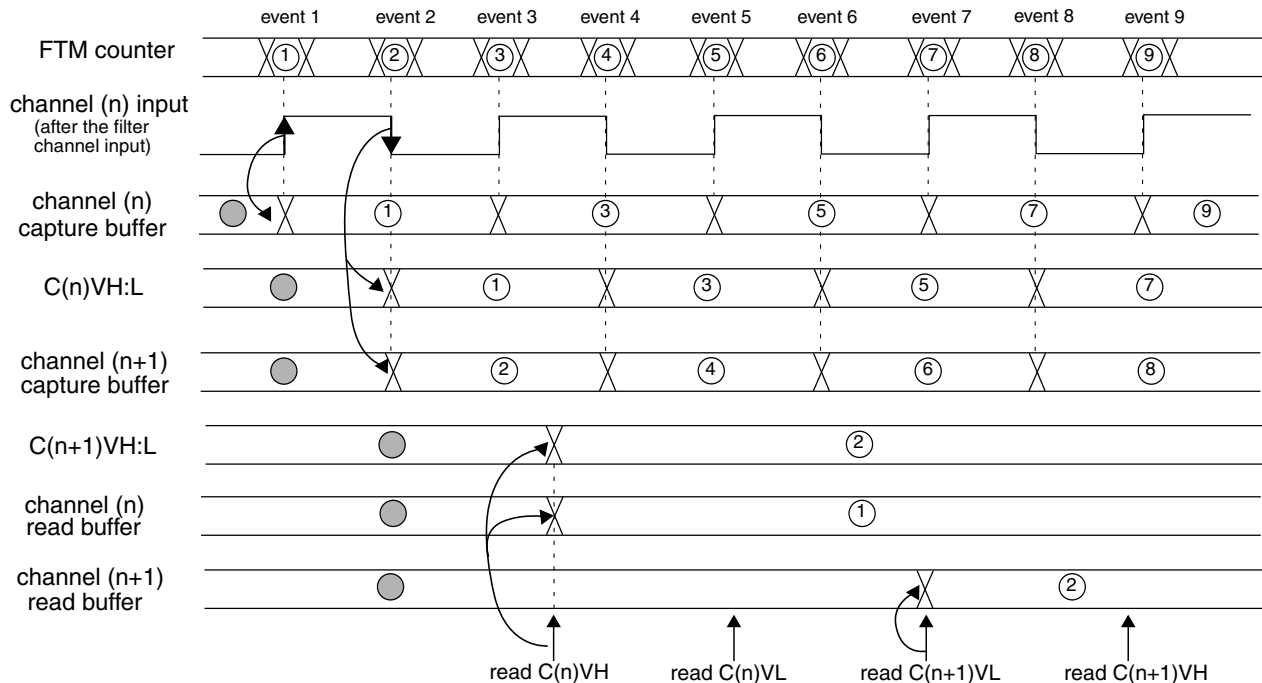 event 1 event 2 event 3 event 4 event 5 event 6 event 7 event 8 event 9
FTM counter
1 2 3 4 5 6 7 8 9
channel (n) input
(after the filter
channel input)
channel (n)
capture buffer
1 3 5 7 9
C(n)VH:L
1 3 5 7
channel (n+1)
capture buffer
2 4 6 8
C(n+1)VH:L
2
channel (n)
read buffer
1
channel (n+1)
read buffer
2
read C(n)VH read C(n)VL read C(n+1)VL read C(n+1)VH